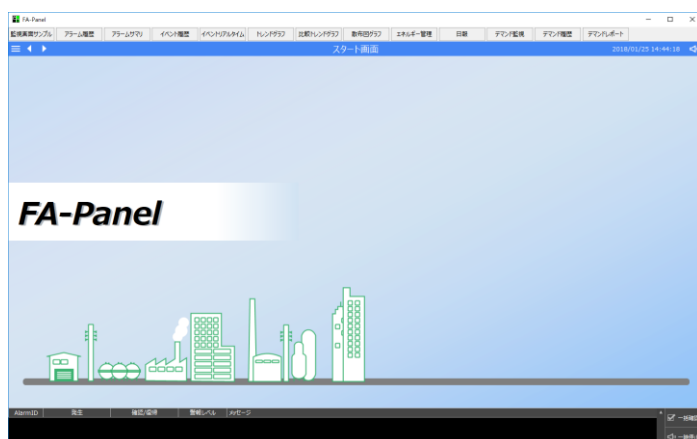 FA-Panel
監視画面サンプル アラーム履歴 アラームサマリ イベント履歴 イベントリアルタイム トレンドグラフ 比較トレンドグラフ 散布図グラフ エネルギー管理 日報 デマンド監視 デマンド履歴 デマンドレポート
スタート画面 2018/01/25 14:44:18
FA-Panel
AlarmID 発生 確認/復帰 警報レベル メッセージ
一括確認